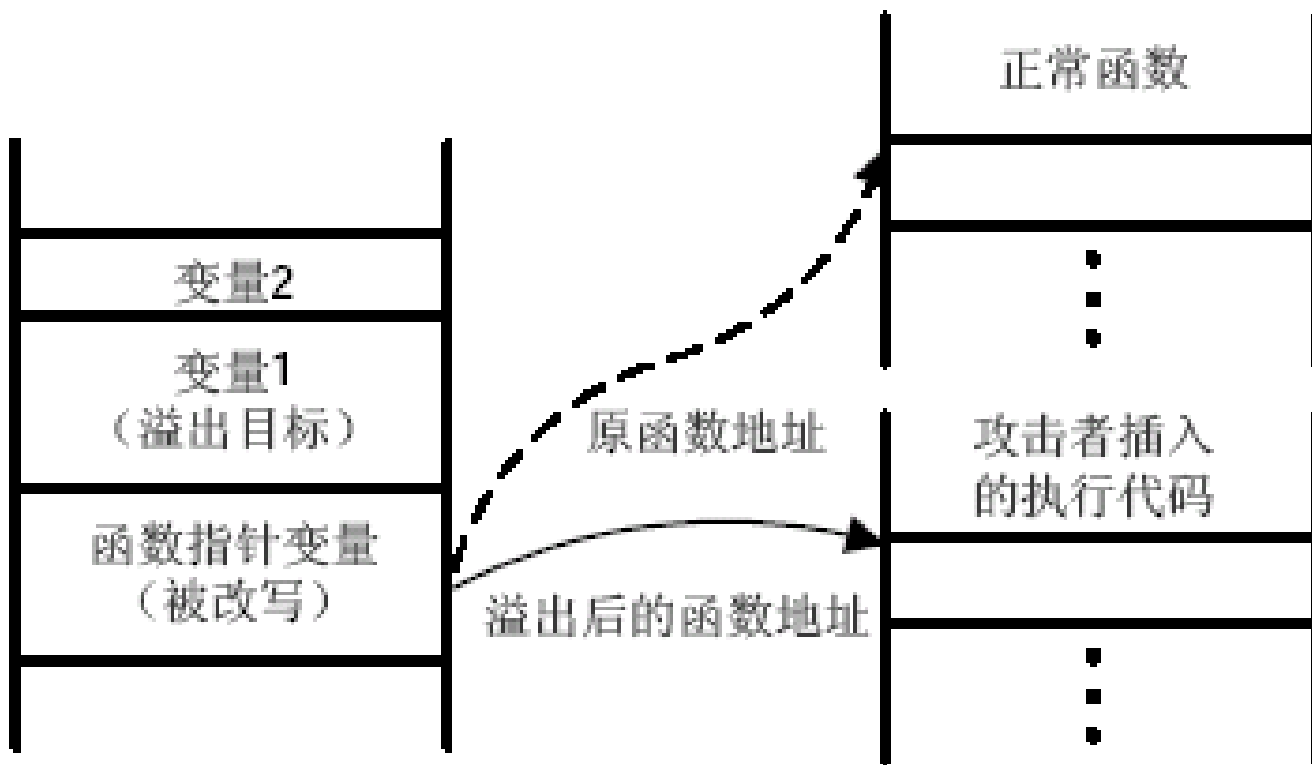 正常函数
变量2
变量1
（溢出目标）
原函数地址
攻击者插入
的执行代码
函数指针变量
（被改写）
溢出后的函数地址